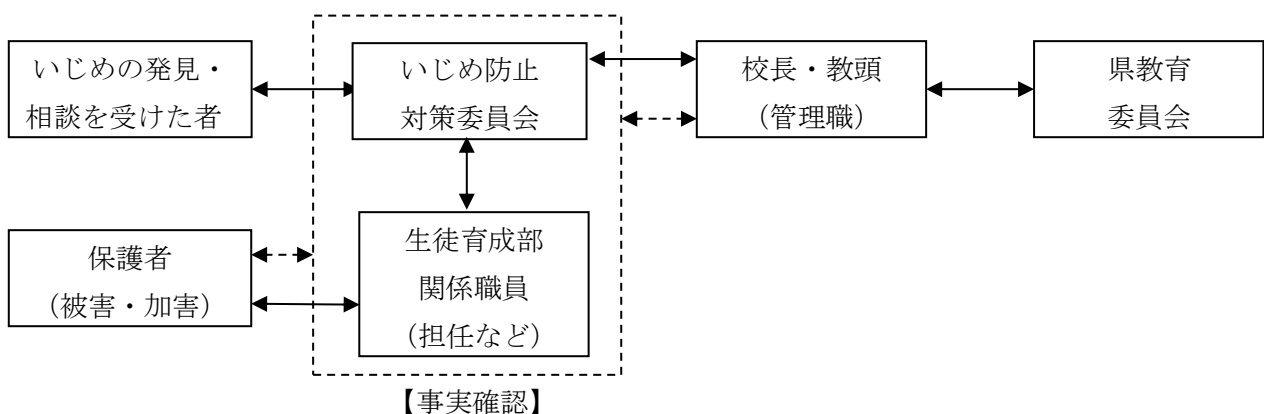 いじめの発見・
相談を受けた者
いじめ防止
対策委員会
校長・教頭
（管理職）
県教育
委員会
保護者
（被害・加害）
生徒育成部
関係職員
（担任など）
【事実確認】